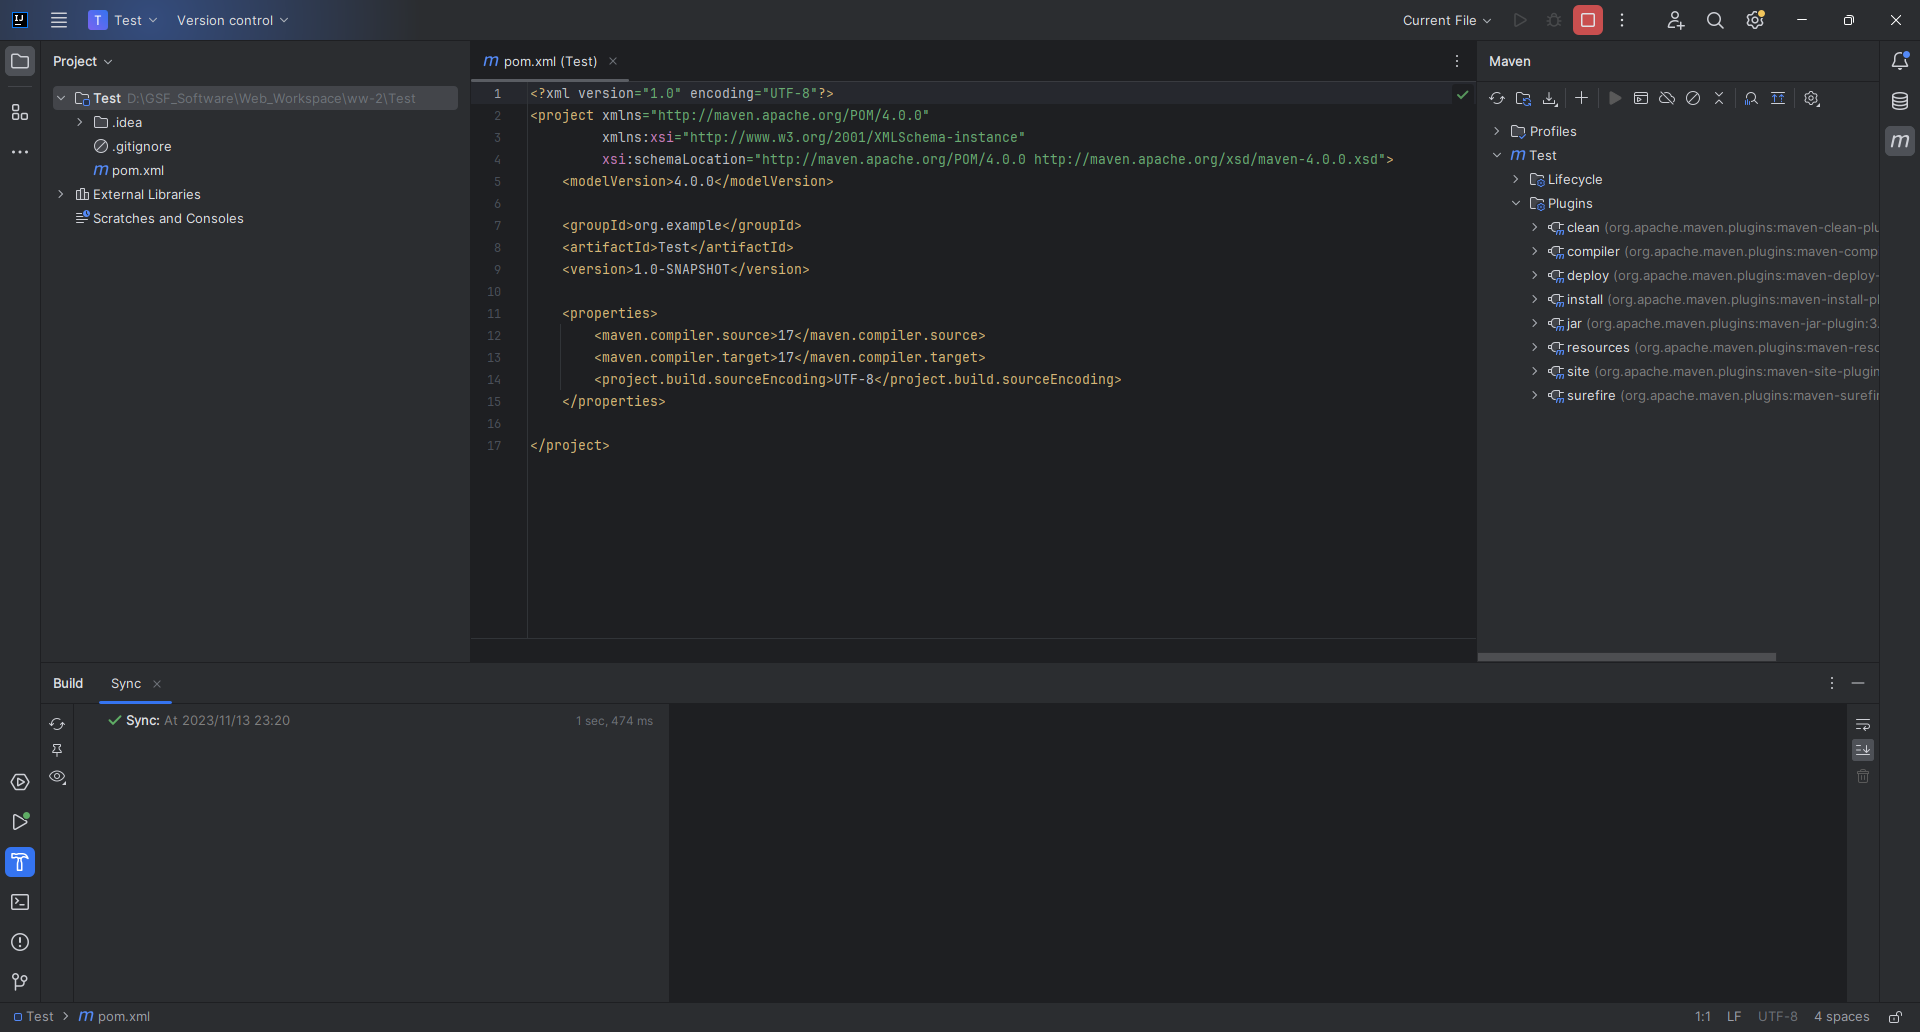 Test
Version control
Current File
Project
Test D:\GSF_Software\Web_Workspace\ww-2\Test
.idea
.gitignore
m pom.xml
External Libraries
Scratches and Consoles
m pom.xml (Test)
1 <?xml version="1.0" encoding="UTF-8"?>
2 <project xmlns="http://maven.apache.org/POM/4.0.0"
3 xmlns:xsi="http://www.w3.org/2001/XMLSchema-instance"
4 xsi:schemaLocation="http://maven.apache.org/POM/4.0.0 http://maven.apache.org/xsd/maven-4.0.0.xsd">
5 <modelVersion>4.0.0</modelVersion>
6
7 <groupId>org.example</groupId>
8 <artifactId>Test</artifactId>
9 <version>1.0-SNAPSHOT</version>
10
11 <properties>
12 <maven.compiler.source>17</maven.compiler.source>
13 <maven.compiler.target>17</maven.compiler.target>
14 <project.build.sourceEncoding>UTF-8</project.build.sourceEncoding>
15 </properties>
16
17 </project>
Maven
Profiles
m Test
Lifecycle
Plugins
clean (org.apache.maven.plugins:maven-clean-plu
compiler (org.apache.maven.plugins:maven-comp
deploy (org.apache.maven.plugins:maven-deploy-
install (org.apache.maven.plugins:maven-install-pl
jar (org.apache.maven.plugins:maven-jar-plugin:3.
resources (org.apache.maven.plugins:maven-reso
site (org.apache.maven.plugins:maven-site-plugin
surefire (org.apache.maven.plugins:maven-surefir
m
Build Sync
Sync: At 2023/11/13 23:20 1 sec, 474 ms
Test > m pom.xml
1:1 LF UTF-8 4 spaces